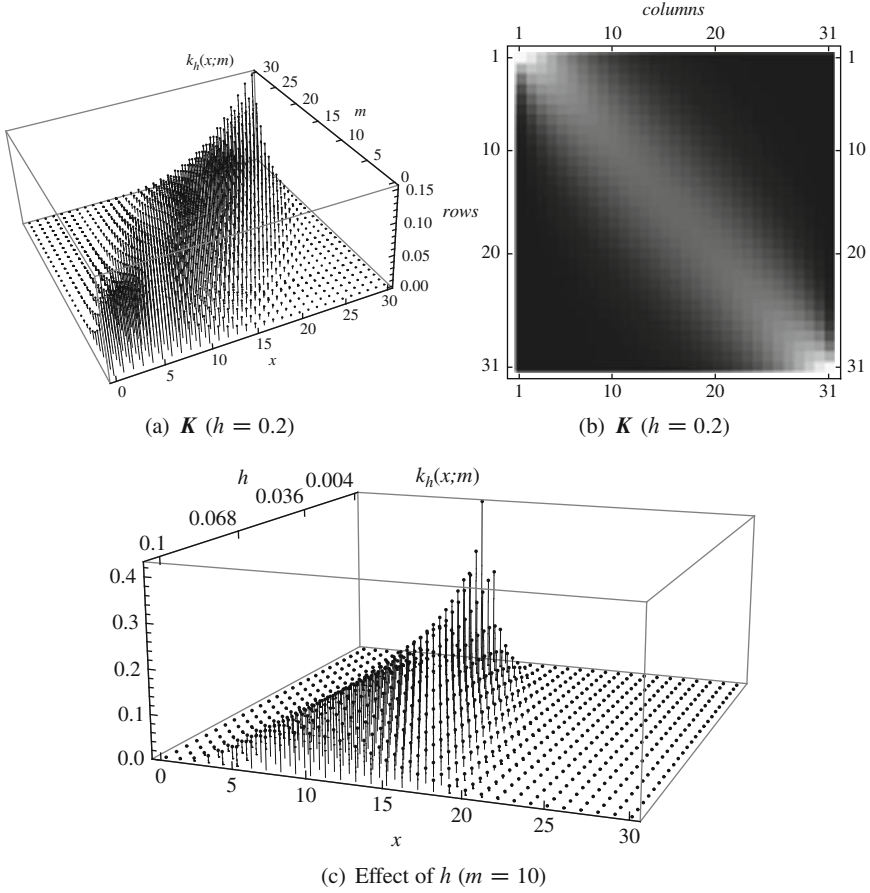 columns
1 10 20 31
k_h(x;m)
30
25
20
15
10
5
0
m
0.15
0.10
0.05
0.00
rows
0 5 10 15 20 25 30
x
1 1
10 10
20 20
31 31
1 10 20 31
(a) K (h = 0.2)
(b) K (h = 0.2)
h
k_h(x;m)
0.1 0.068 0.036 0.004
0.4
0.3
0.2
0.1
0.0
0 5 10 15 20 25 30
x
(c) Effect of h (m = 10)